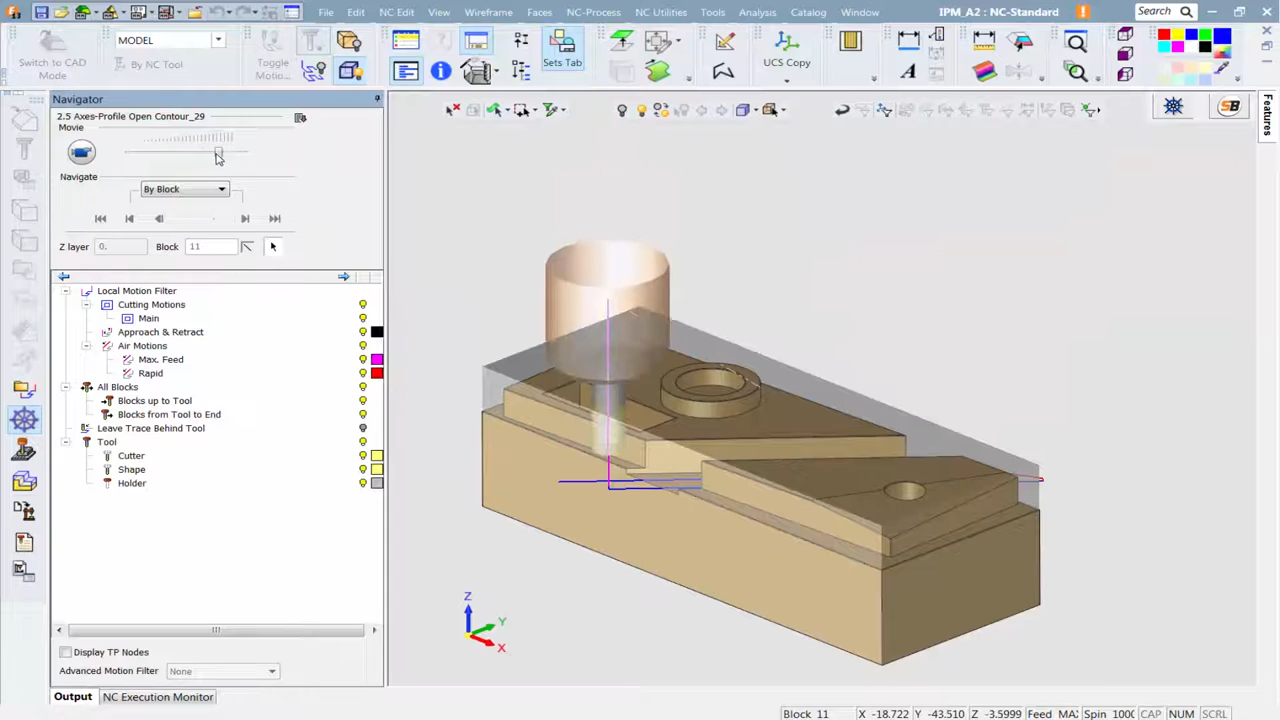 File Edit NC Edit View Wireframe Faces NC-Process NC Utilities Tools Analysis Catalog Window IPM_A2 : NC-Standard Search
Switch to CAD Mode
MODEL
By NC Tool
Toggle Motion...
Sets Tab
UCS Copy
Features
Navigator
2.5 Axes-Profile Open Contour_29
Movie
Navigate
By Block
Z layer 0. Block 11
Local Motion Filter
Cutting Motions
Main
Approach & Retract
Air Motions
Max. Feed
Rapid
All Blocks
Blocks up to Tool
Blocks from Tool to End
Leave Trace Behind Tool
Tool
Cutter
Shape
Holder
Z
Y
X
Display TP Nodes
Advanced Motion Filter None
Output NC Execution Monitor
Block 11 X -18.722 Y -43.510 Z -3.5999 Feed MAX Spin 1000 CAP NUM SCRL